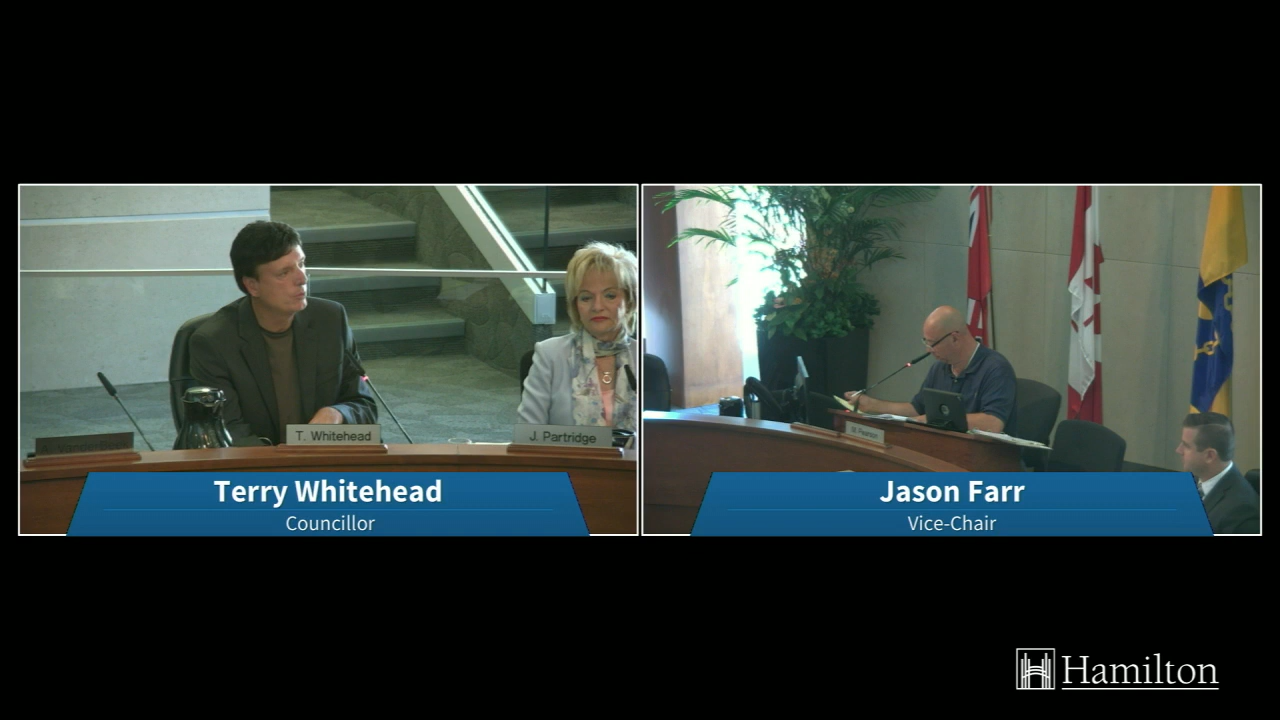 T. Whitehead
J. Partridge
Terry Whitehead
Councillor
Jason Farr
Vice-Chair
Hamilton